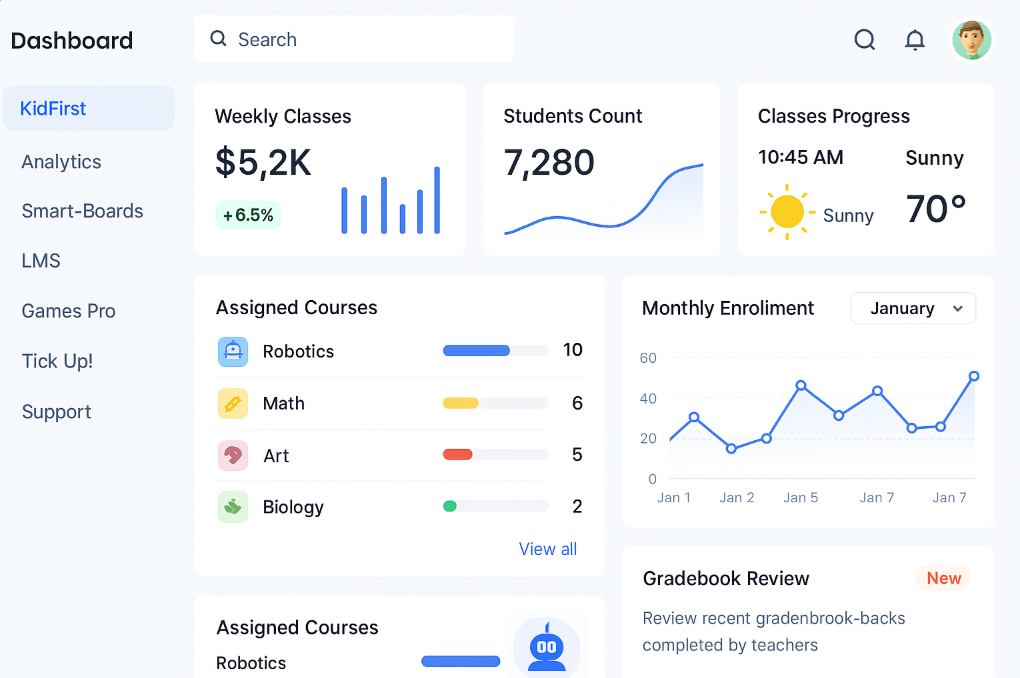 Dashboard
Search
KidFirst
Analytics
Smart-Boards
LMS
Games Pro
Tick Up!
Support
Weekly Classes
$5,2K
+6.5%
Students Count
7,280
Classes Progress
10:45 AM
Sunny
Sunny
70°
Assigned Courses
Robotics 10
Math 6
Art 5
Biology 2
View all
Monthly Enroliment
January
60
40
20
0
Jan 1 Jan 2 Jan 5 Jan 7 Jan 7
Assigned Courses
Robotics
Gradebook Review
New
Review recent gradenbrook-backs
completed by teachers